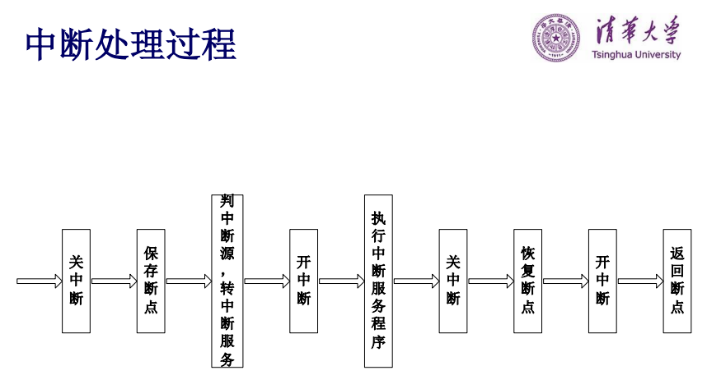 中断处理过程
清华大学
Tsinghua University
关中断
保存断点
判中断源，转中断服务
开中断
执行中断服务程序
关中断
恢复断点
开中断
返回断点